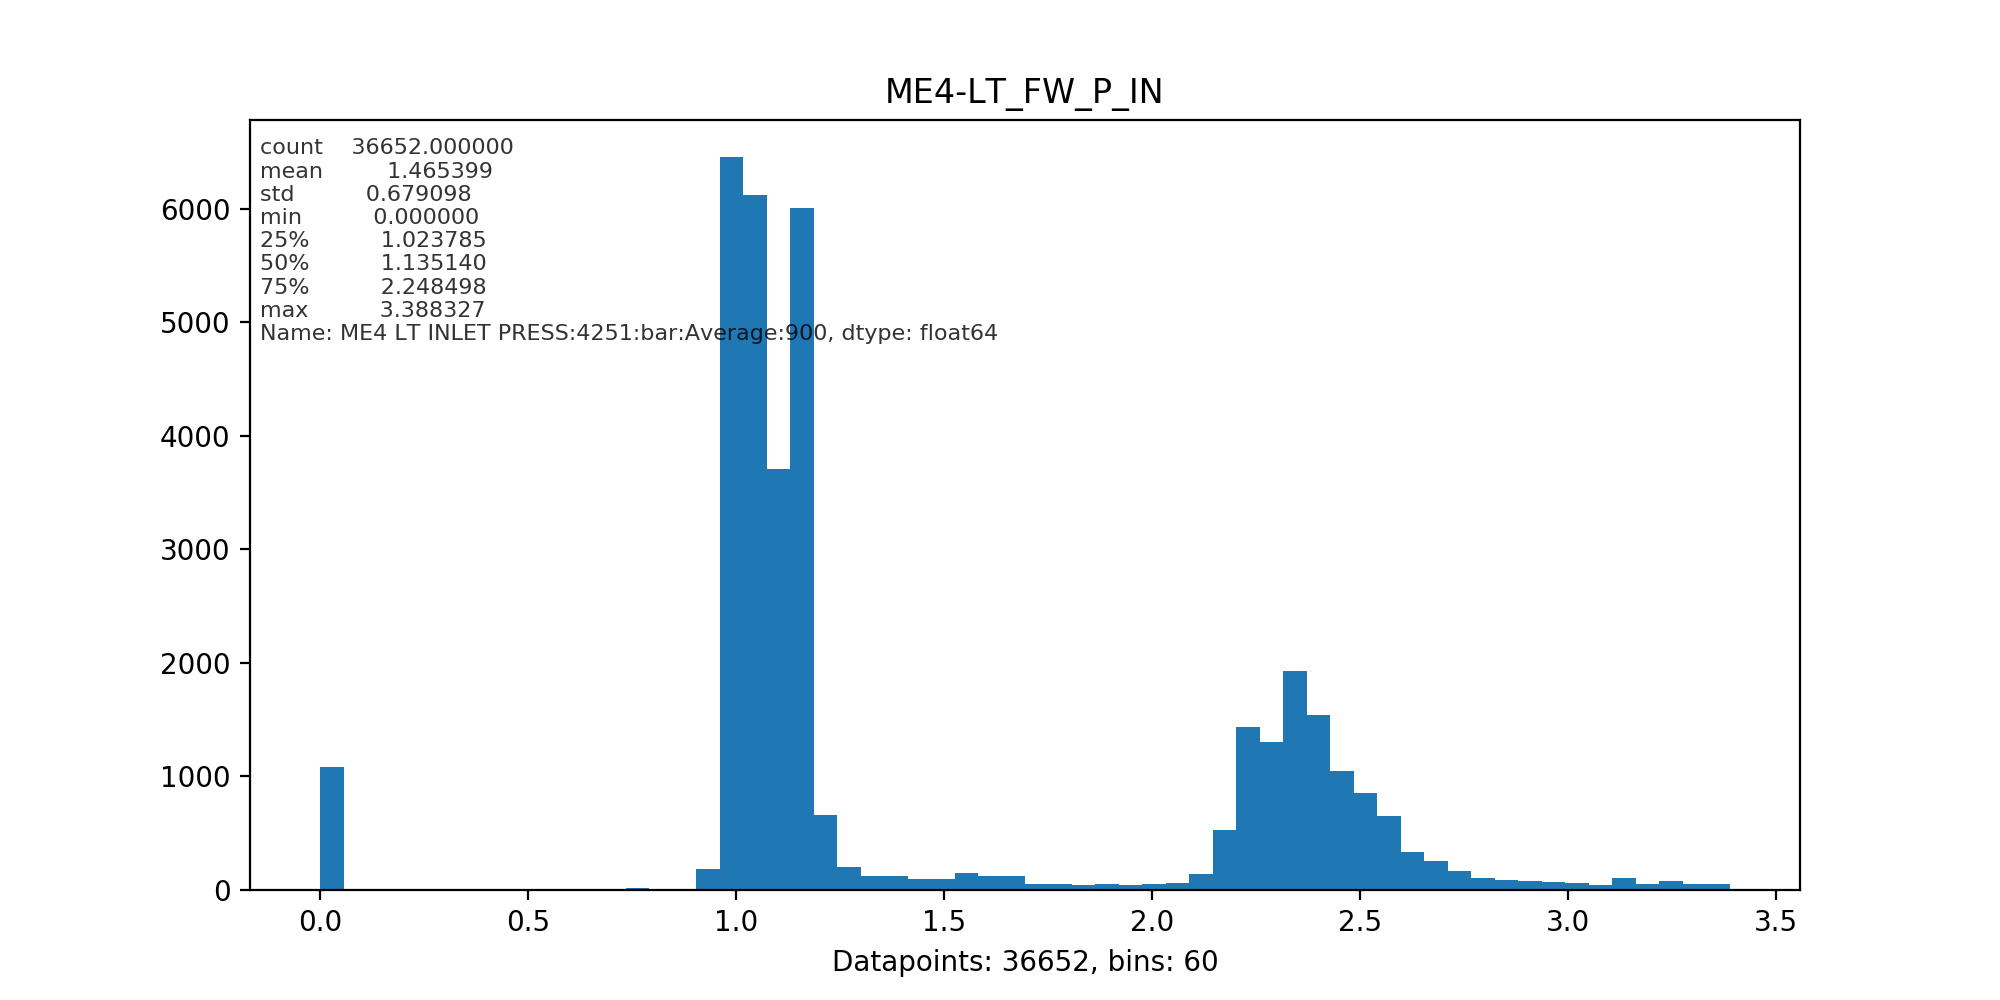 ME4-LT_FW_P_IN
count 36652.000000
mean 1.465399
std 0.679098
min 0.000000
25% 1.023785
50% 1.135140
75% 2.248498
max 3.388327
Name: ME4 LT INLET PRESS:4251:bar:Average:900, dtype: float64
6000
5000
4000
3000
2000
1000
0
0.0 0.5 1.0 1.5 2.0 2.5 3.0 3.5
Datapoints: 36652, bins: 60